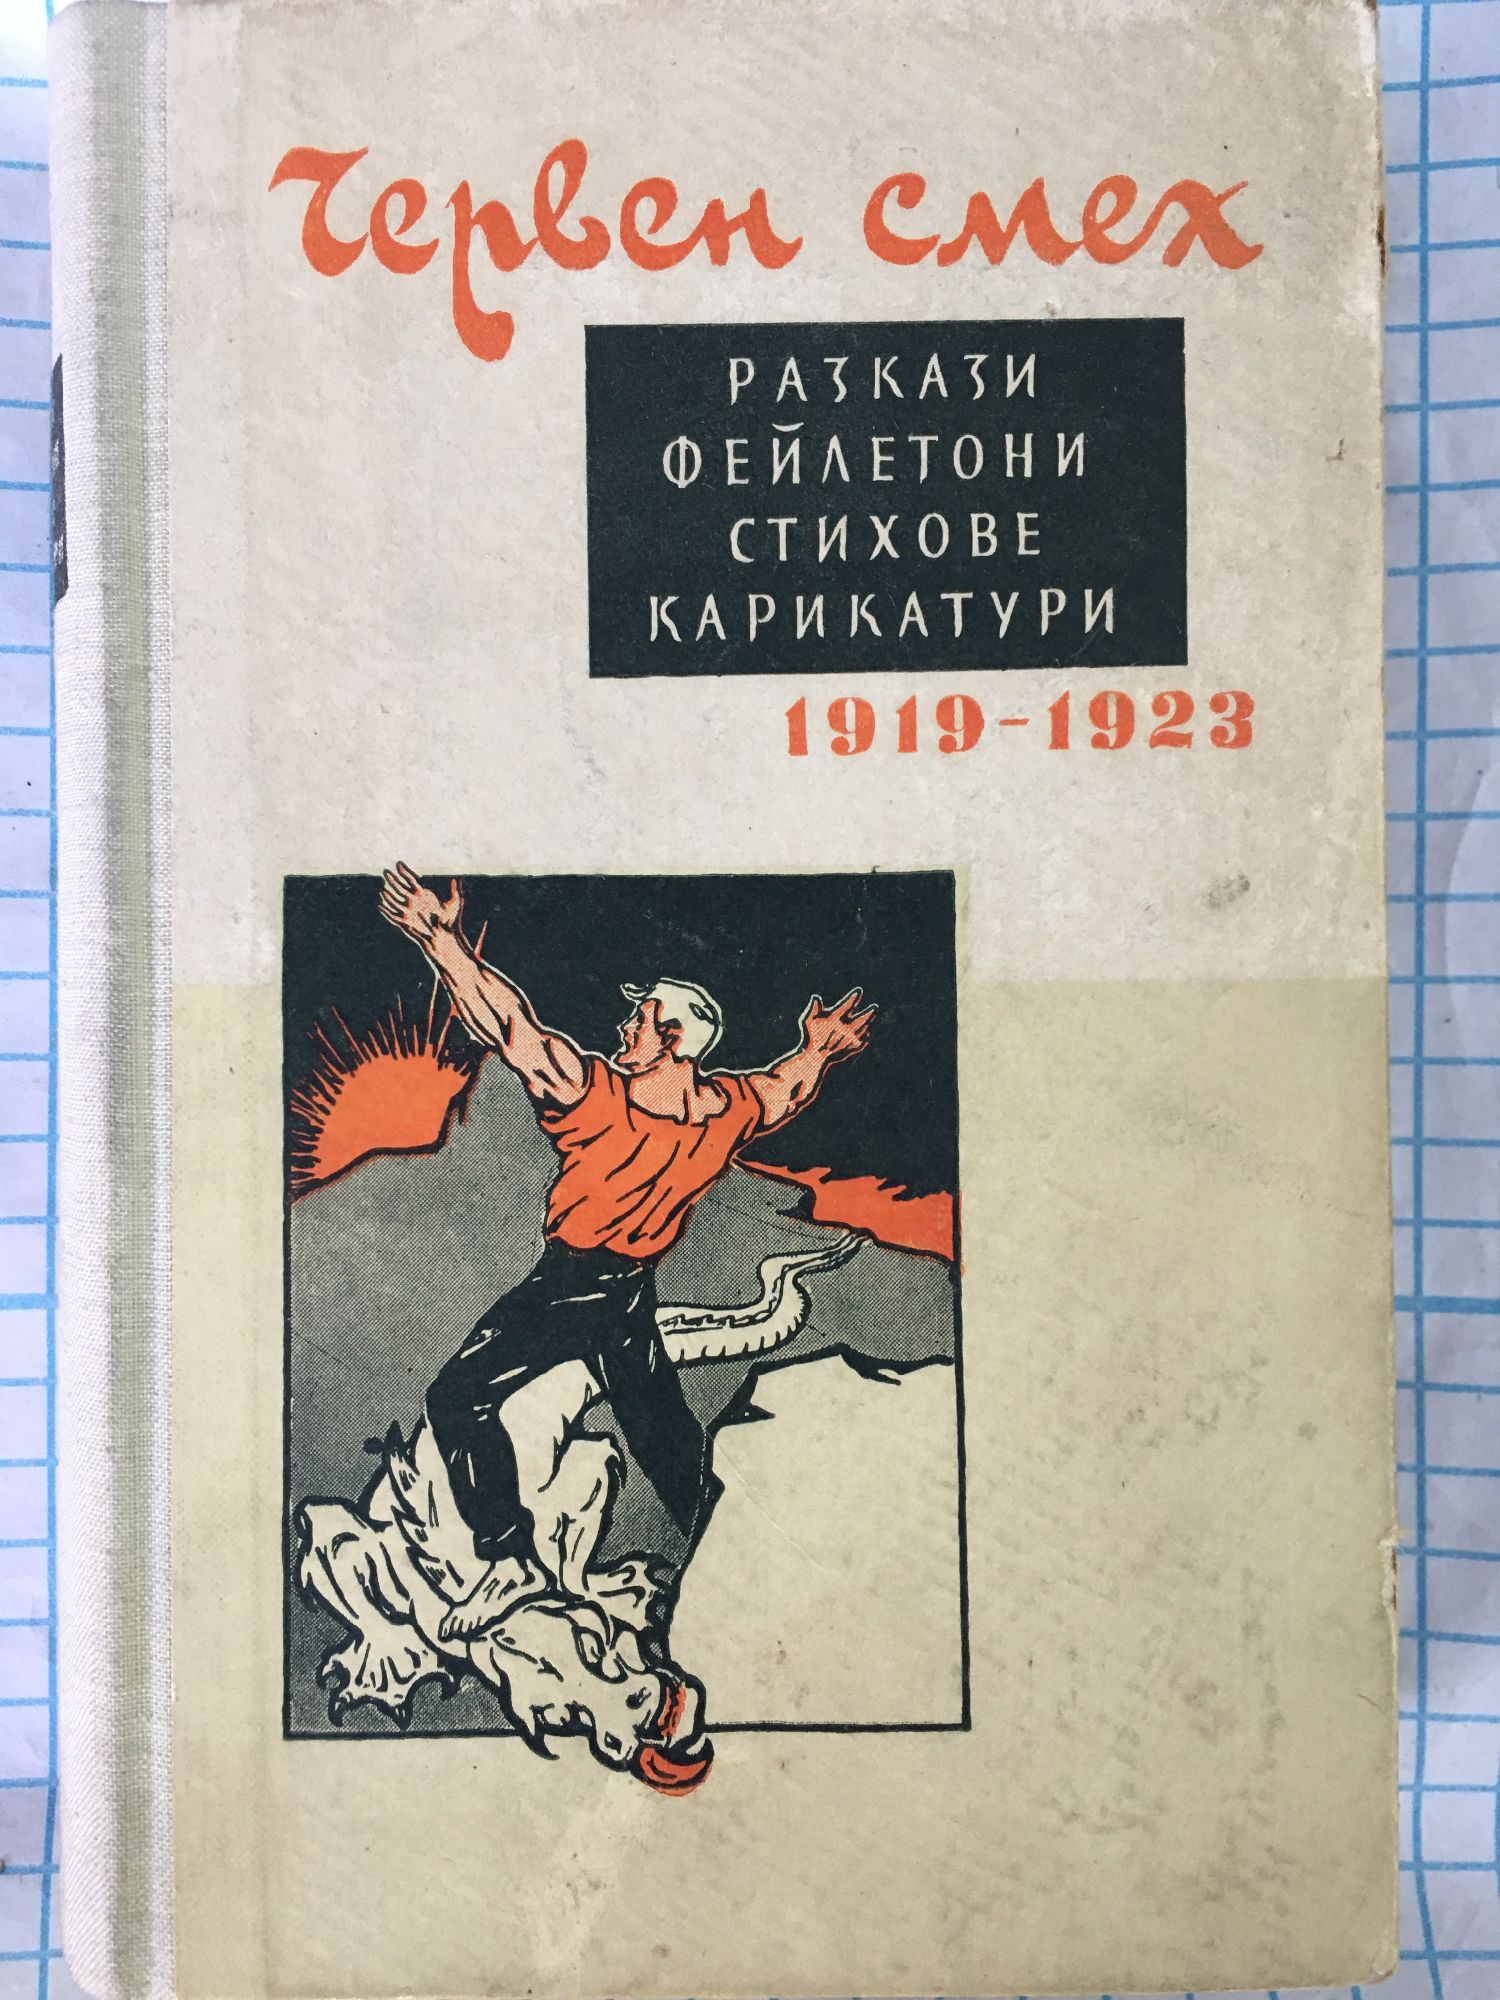 Червен смех
РАЗКАЗИ
ФЕЙЛЕТОНИ
СТИХОВЕ
КАРИКАТУРИ
1919-1923